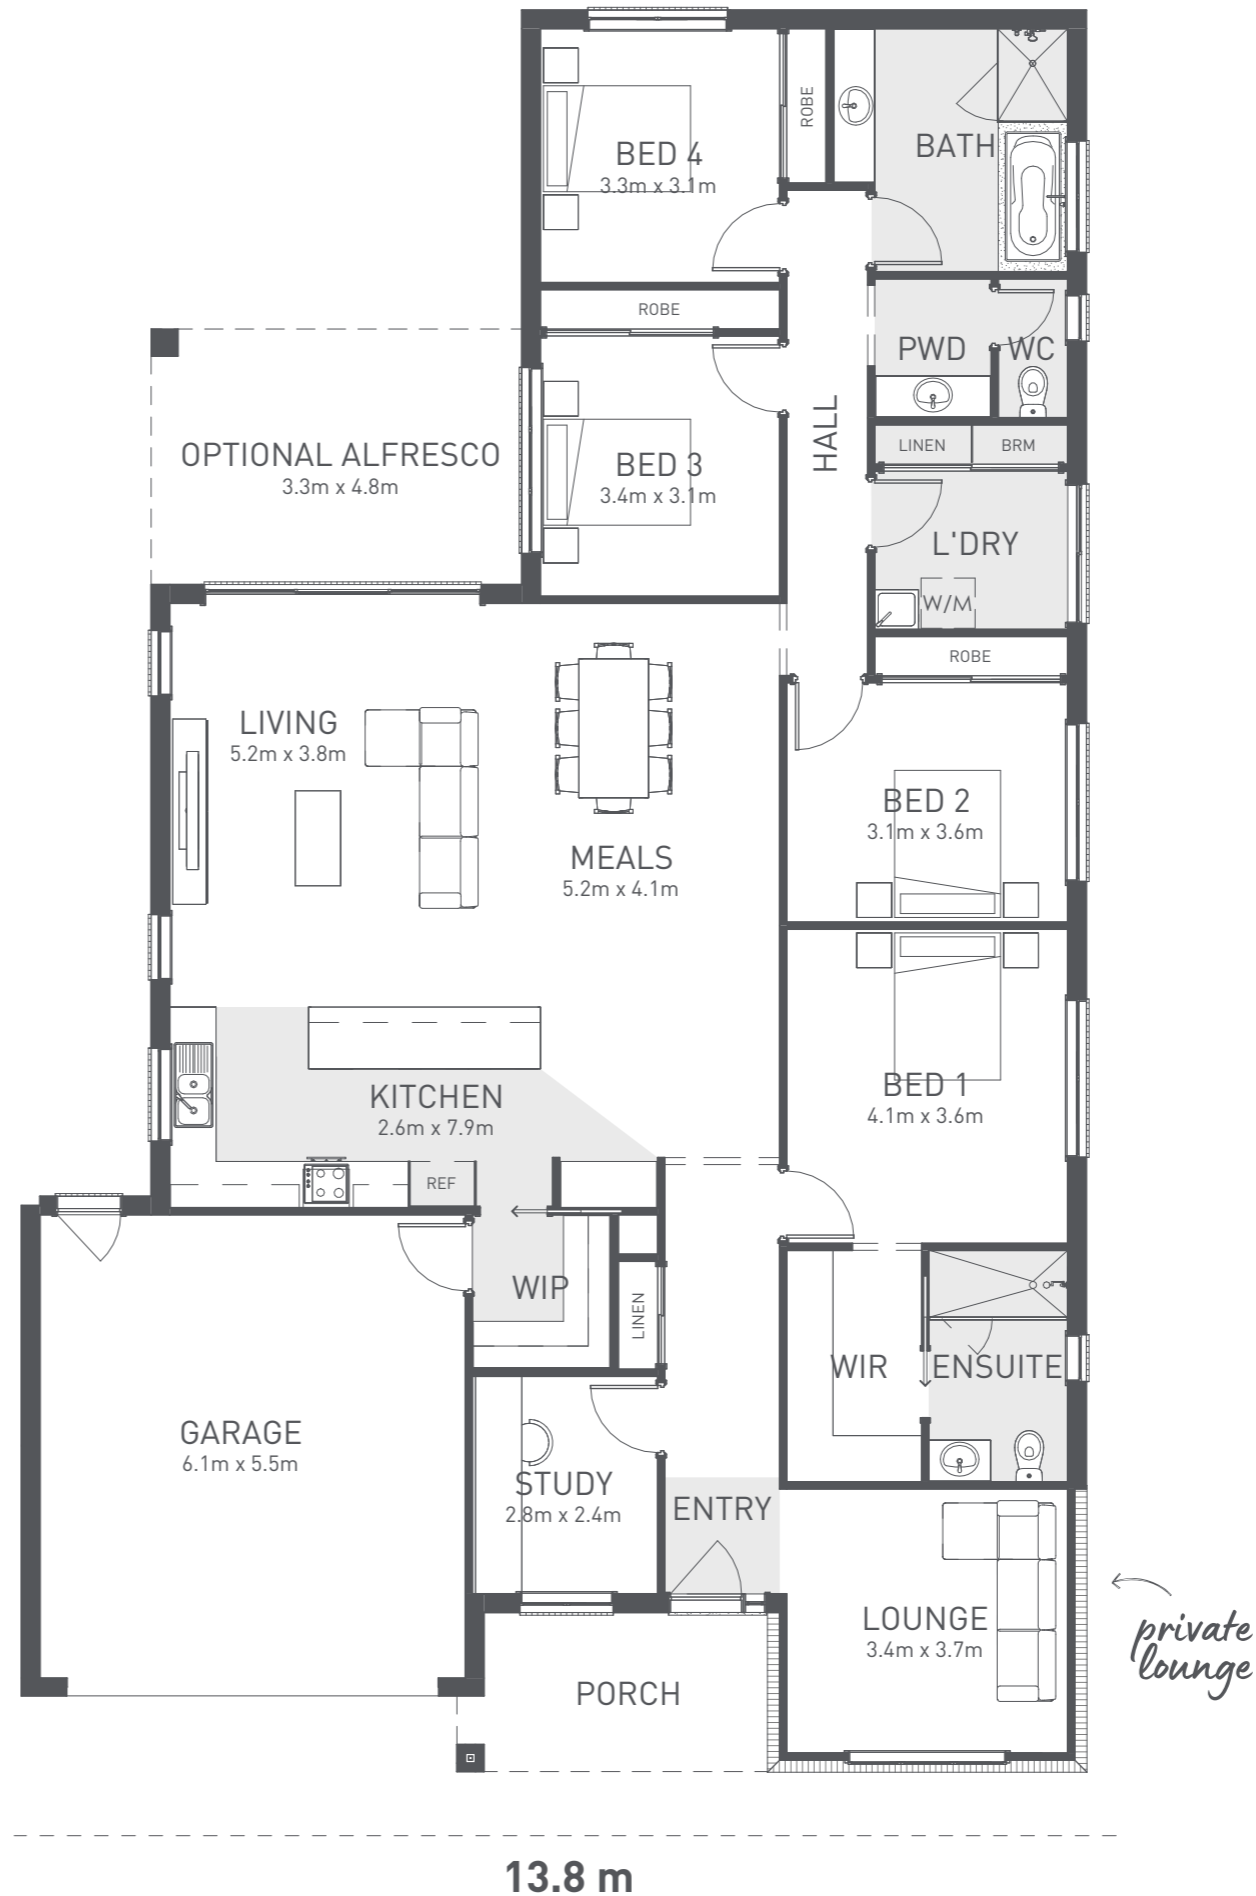 BED 4
3.3m x 3.1m
ROBE
BATH
ROBE
PWD
WC
HALL
OPTIONAL ALFRESCO
3.3m x 4.8m
BED 3
3.4m x 3.1m
LINEN
BRM
L'DRY
W/M
ROBE
LIVING
5.2m x 3.8m
MEALS
5.2m x 4.1m
BED 2
3.1m x 3.6m
KITCHEN
2.6m x 7.9m
REF
BED 1
4.1m x 3.6m
WIP
LINEN
WIR
ENSUITE
GARAGE
6.1m x 5.5m
STUDY
2.8m x 2.4m
ENTRY
LOUNGE
3.4m x 3.7m
private
lounge
PORCH
13.8 m